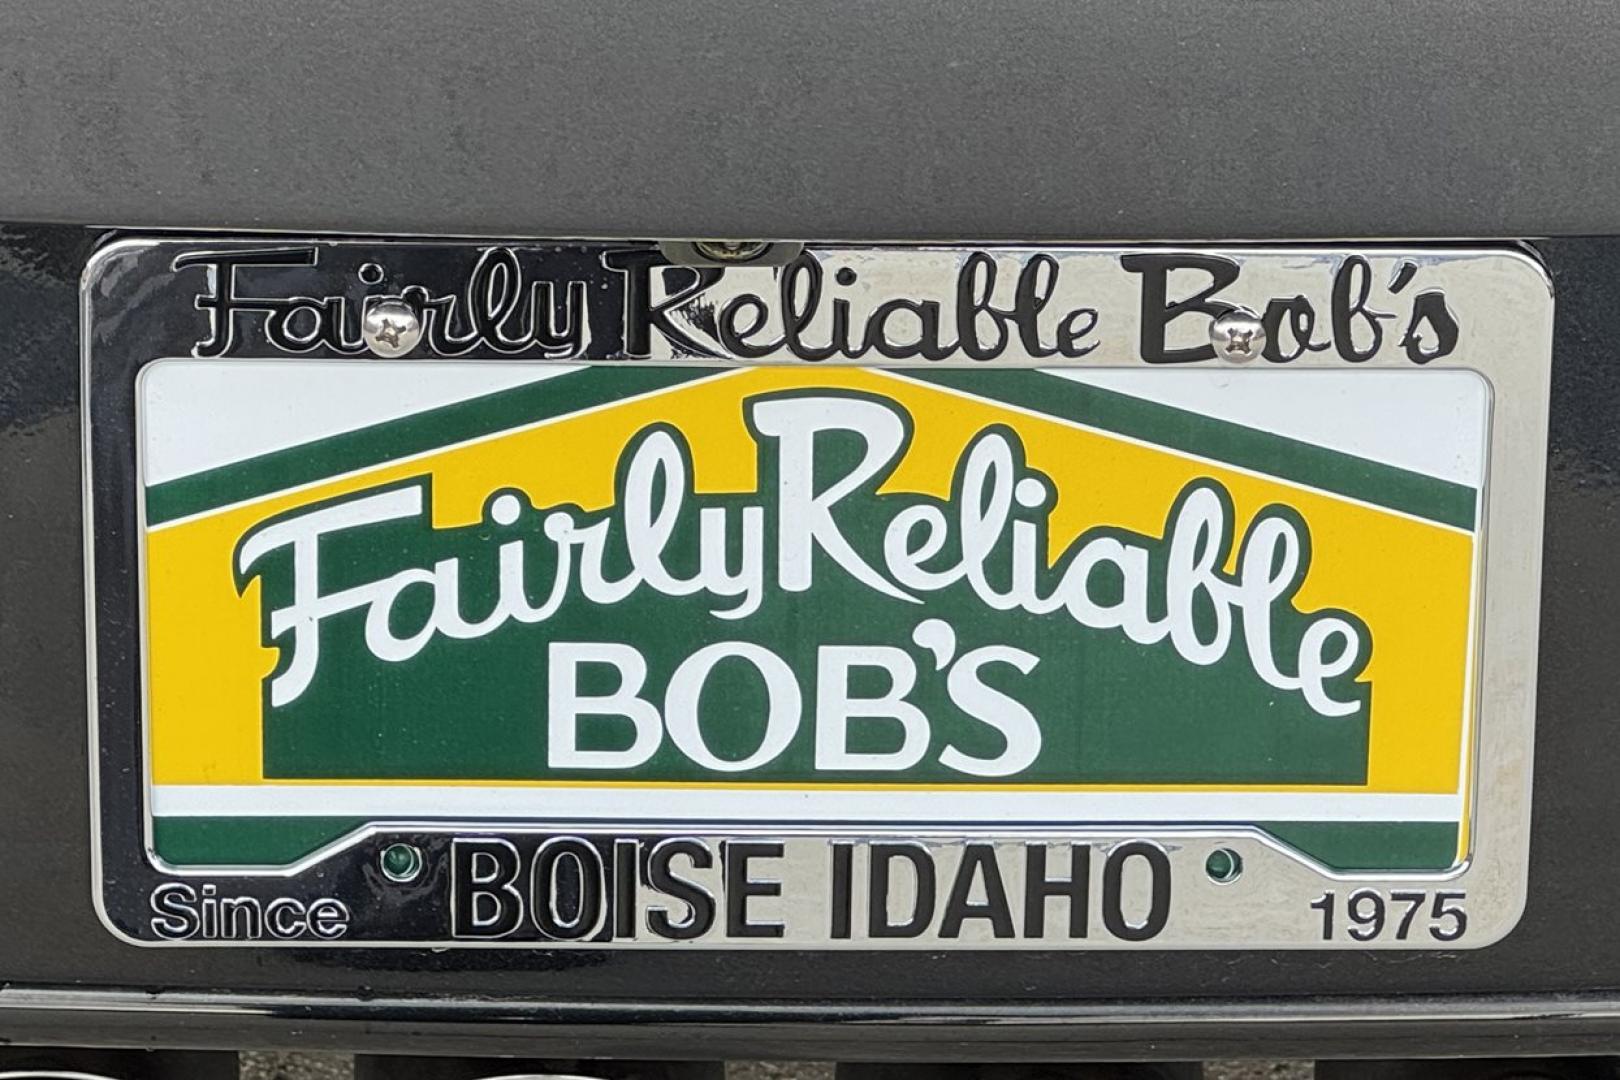 Fairly Reliable Bob's
Fairly Reliable
BOB'S
Since BOISE IDAHO 1975